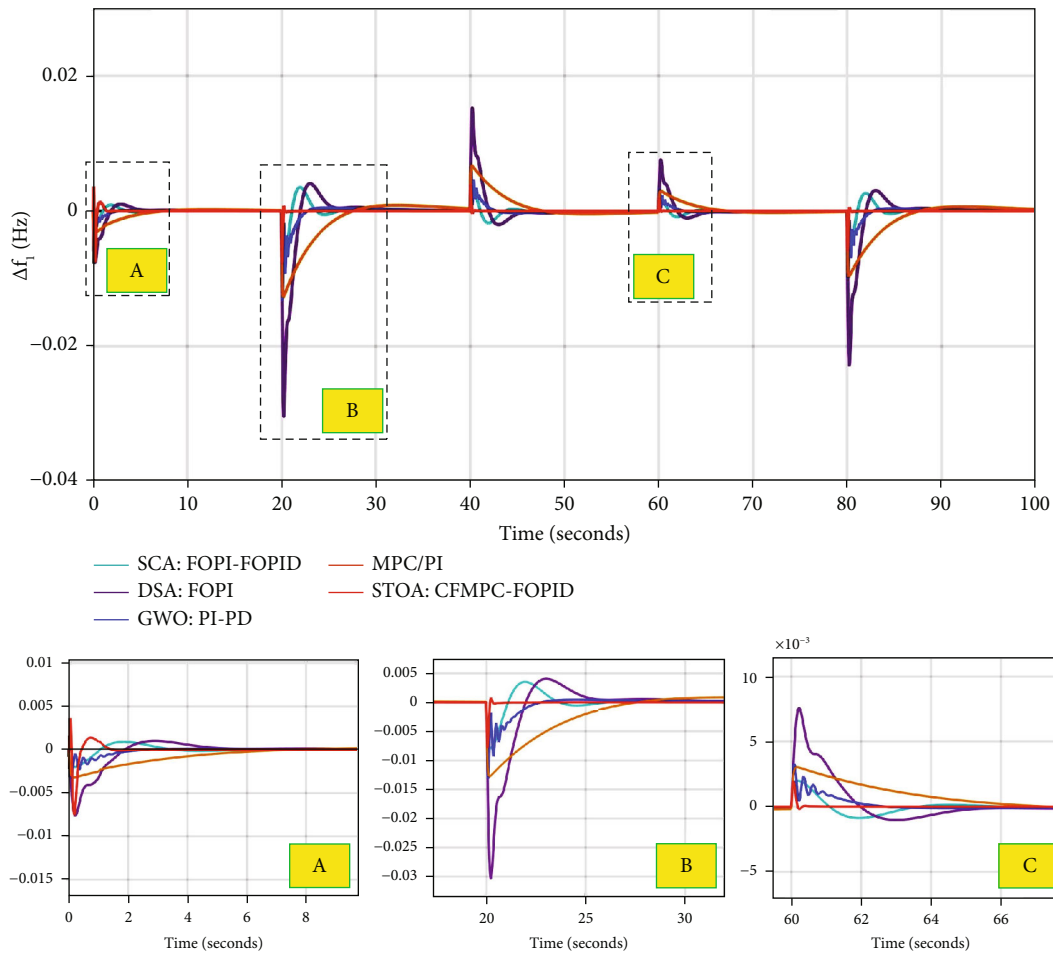 0.02
0
−0.02
−0.04
Δf₁ (Hz)
A
B
C
0 10 20 30 40 50 60 70 80 90 100
Time (seconds)
SCA: FOPI-FOPID
DSA: FOPI
GWO: PI-PD
MPC/PI
STOA: CFMPC-FOPID
0.01
0.005
0
−0.005
−0.01
−0.015
A
0 2 4 6 8
Time (seconds)
0.005
0
−0.005
−0.01
−0.015
−0.02
−0.025
−0.03
B
20 25 30
Time (seconds)
×10⁻³
10
5
0
−5
C
60 62 64 66
Time (seconds)